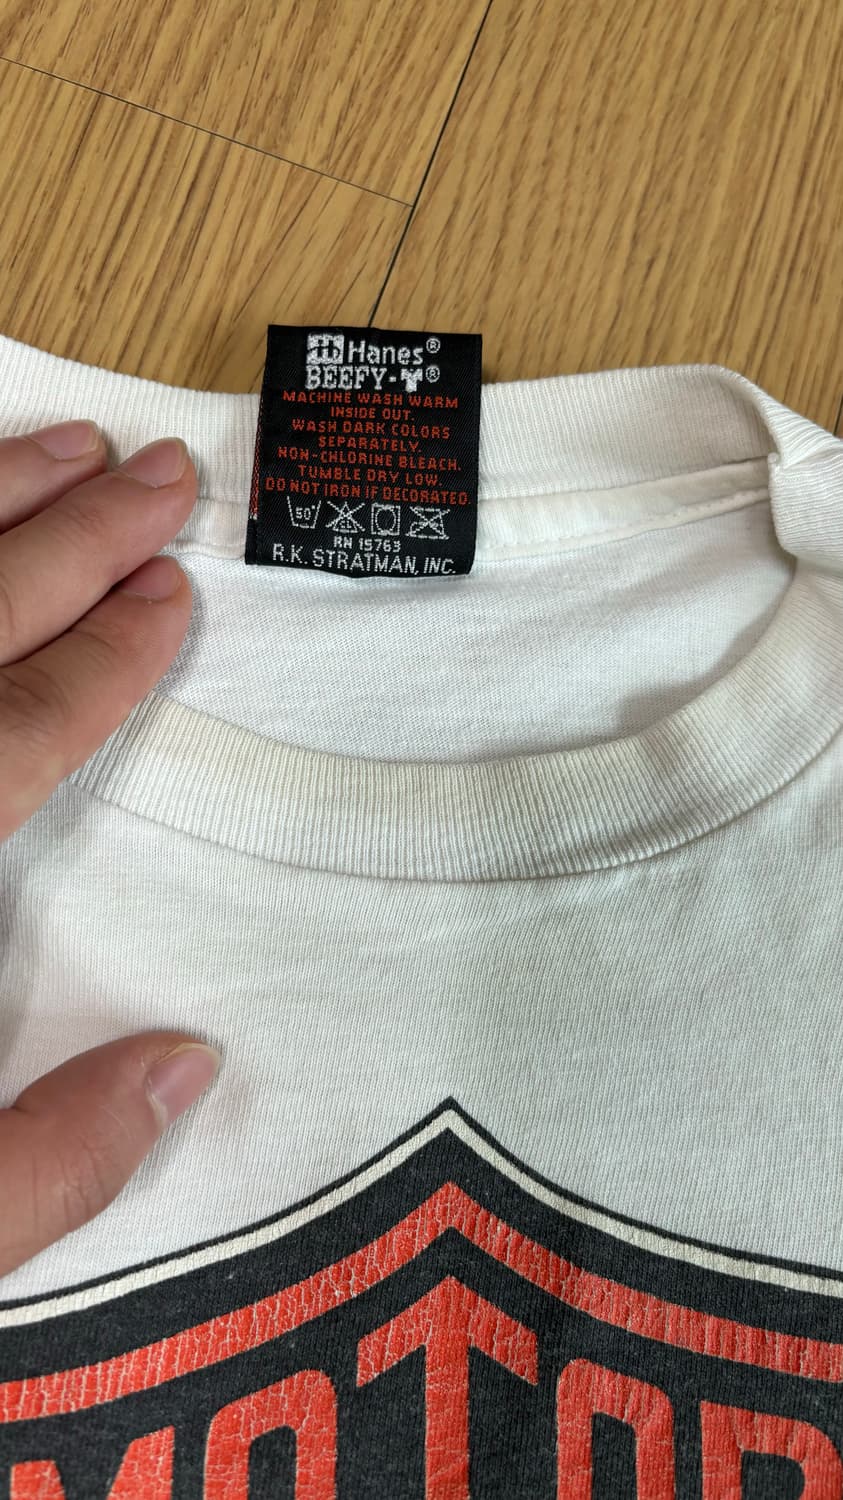 Hanes®
BEEFY-T®
MACHINE WASH WARM
INSIDE OUT.
WASH DARK COLORS
SEPARATELY.
NON-CHLORINE BLEACH.
TUMBLE DRY LOW.
DO NOT IRON IF DECORATED.
50°
RN 15763
R.K. STRATMAN, INC.
MOTOR